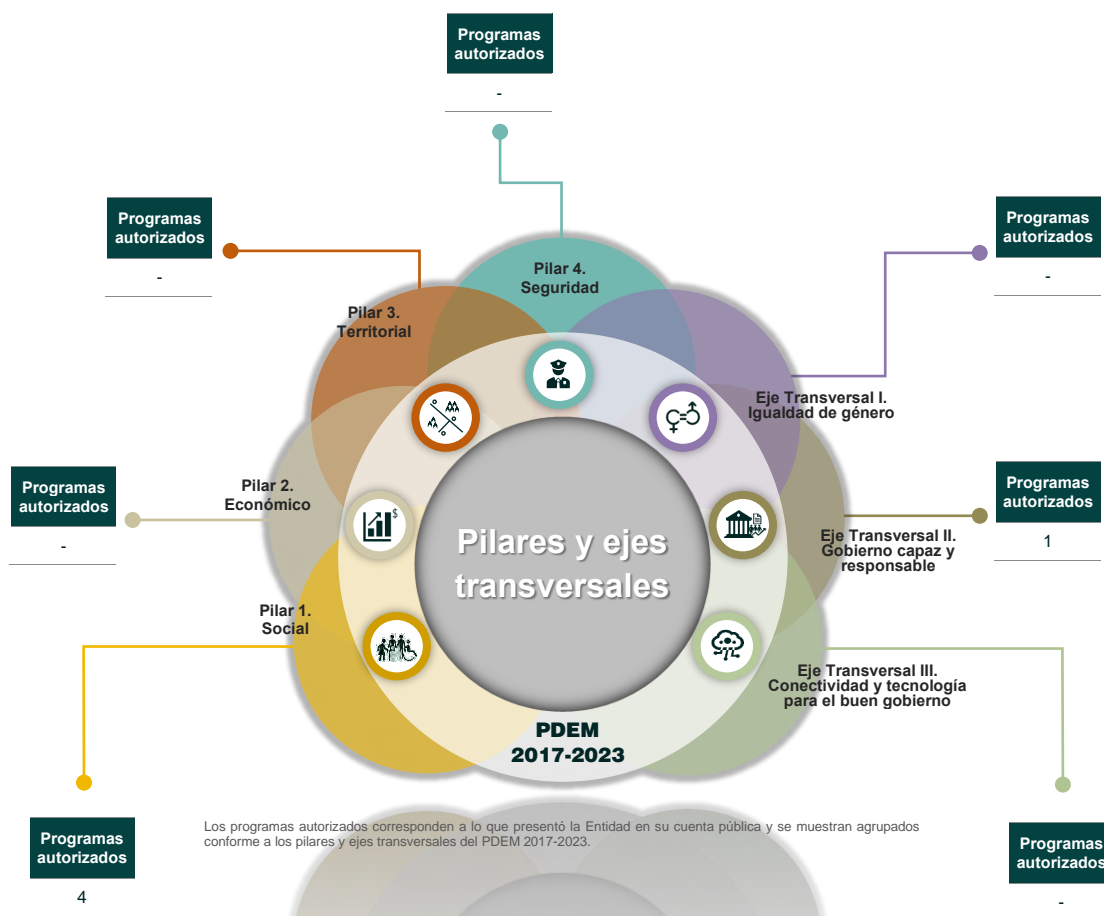 Programas
autorizados
-
Programas
autorizados
-
Programas
autorizados
-
Pilar 4.
Seguridad
Pilar 3.
Territorial
Eje Transversal I.
Igualdad de género
Programas
autorizados
-
Pilar 2.
Económico
$
Programas
autorizados
1
Eje Transversal II.
Gobierno capaz y
responsable
Pilares y ejes
transversales
Pilar 1.
Social
Eje Transversal III.
Conectividad y tecnología
para el buen gobierno
PDEM
2017-2023
Los programas autorizados corresponden a lo que presentó la Entidad en su cuenta pública y se muestran agrupados
conforme a los pilares y ejes transversales del PDEM 2017-2023.
Programas
autorizados
4
Programas
autorizados
-